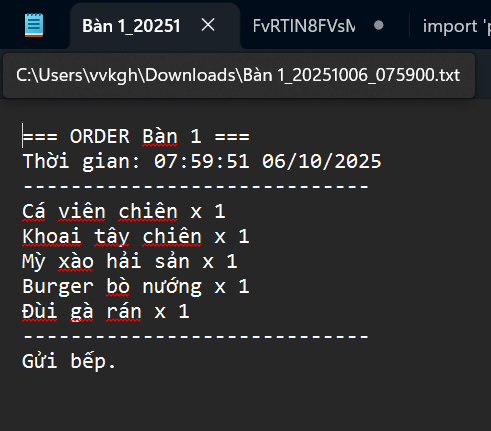 Bàn 1_20251
FvRTIN8FVsM
import 'p
C:\Users\vvkgh\Downloads\Bàn 1_20251006_075900.txt
=== ORDER Bàn 1 ===
Thời gian: 07:59:51 06/10/2025
-----------------------------
Cá viên chiên x 1
Khoai tây chiên x 1
Mỳ xào hải sản x 1
Burger bò nướng x 1
Đùi gà rán x 1
-----------------------------
Gửi bếp.